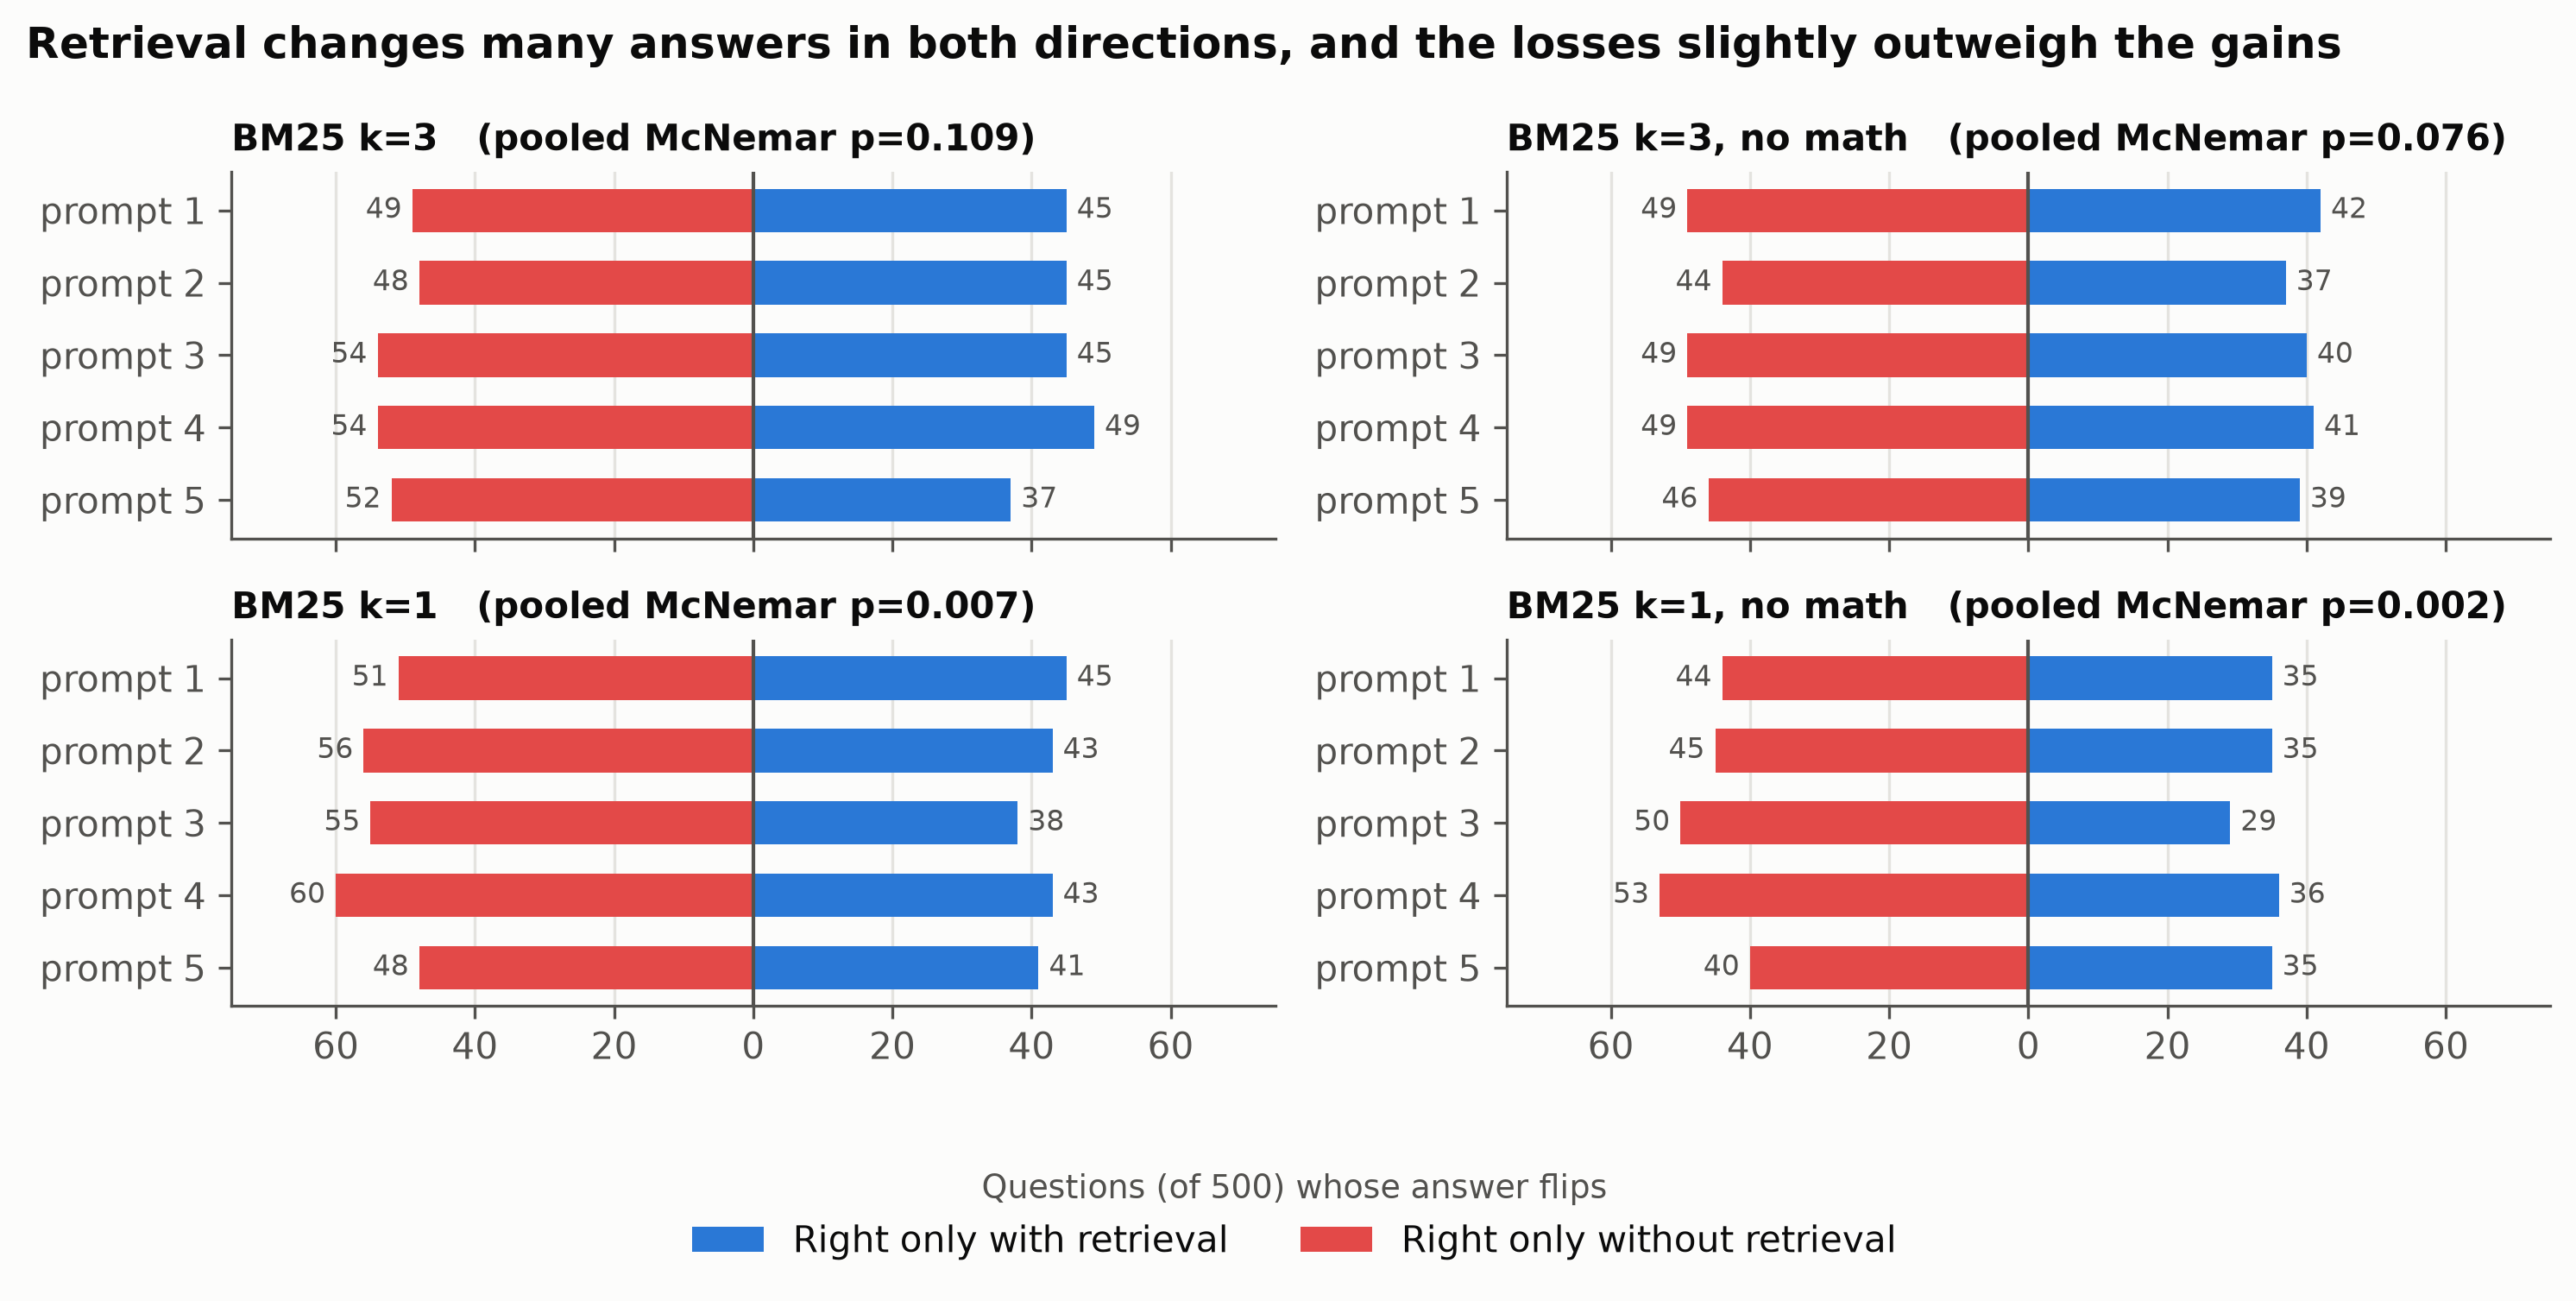 Retrieval changes many answers in both directions, and the losses slightly outweigh the gains
BM25 k=3 (pooled McNemar p=0.109)
prompt 1 49 45
prompt 2 48 45
prompt 3 54 45
prompt 4 54 49
prompt 5 52 37
BM25 k=3, no math (pooled McNemar p=0.076)
prompt 1 49 42
prompt 2 44 37
prompt 3 49 40
prompt 4 49 41
prompt 5 46 39
BM25 k=1 (pooled McNemar p=0.007)
prompt 1 51 45
prompt 2 56 43
prompt 3 55 38
prompt 4 60 43
prompt 5 48 41
60 40 20 0 20 40 60
BM25 k=1, no math (pooled McNemar p=0.002)
prompt 1 44 35
prompt 2 45 35
prompt 3 50 29
prompt 4 53 36
prompt 5 40 35
60 40 20 0 20 40 60
Questions (of 500) whose answer flips
Right only with retrieval Right only without retrieval